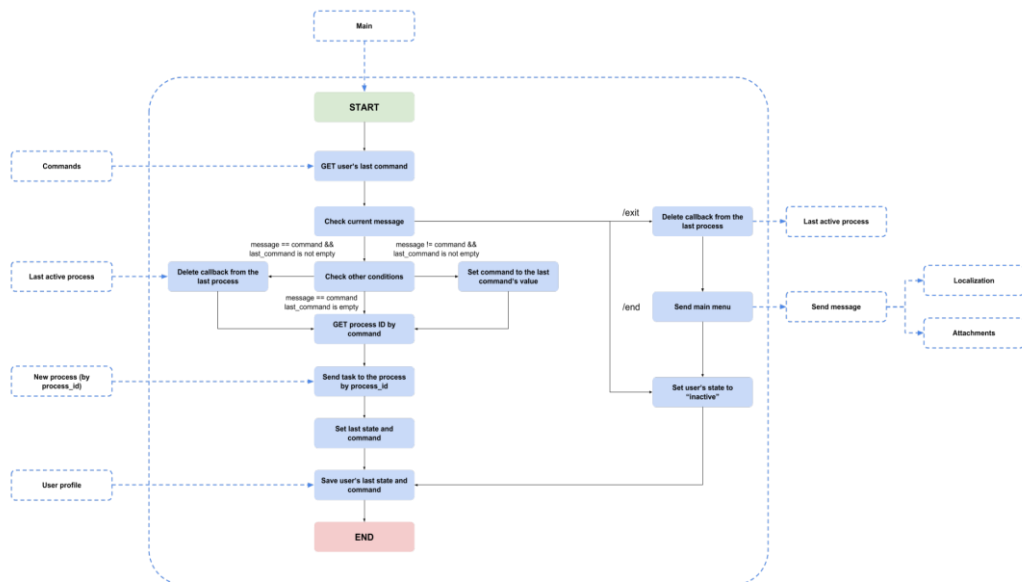 Main
START
Commands
GET user's last command
Check current message
/exit
Delete callback from the
last process
Last active process
message == command &&
last_command is not empty
message != command &&
last_command is not empty
Last active process
Delete callback from the
last process
Check other conditions
Set command to the last
command's value
message == command
last_command is empty
GET process ID by
command
/end
Send main menu
Send message
Localization
Attachments
New process (by
process_id)
Send task to the process
by process_id
Set user's state to
"inactive"
Set last state and
command
User profile
Save user's last state and
command
END